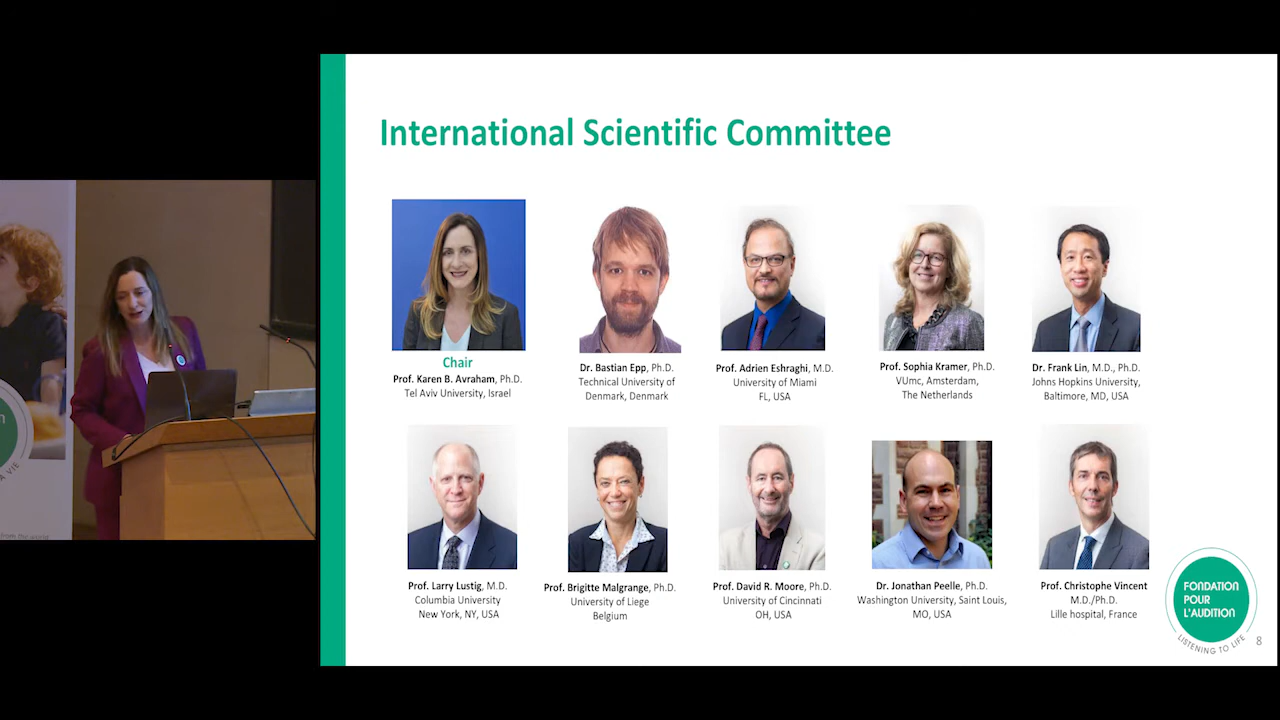 International Scientific Committee
Chair
Prof. Karen B. Avraham, Ph.D.
Tel Aviv University, Israel
Dr. Bastian Epp, Ph.D.
Technical University of
Denmark, Denmark
Prof. Adrien Eshraghi, M.D.
University of Miami
FL, USA
Prof. Sophia Kramer, Ph.D.
VUmc, Amsterdam,
The Netherlands
Dr. Frank Lin, M.D., Ph.D.
Johns Hopkins University,
Baltimore, MD, USA
Prof. Larry Lustig, M.D.
Columbia University
New York, NY, USA
Prof. Brigitte Malgrange, Ph.D.
University of Liege
Belgium
Prof. David R. Moore, Ph.D.
University of Cincinnati
OH, USA
Dr. Jonathan Peelle, Ph.D.
Washington University, Saint Louis,
MO, USA
Prof. Christophe Vincent
M.D./Ph.D.
Lille hospital, France
FONDATION
POUR
L'AUDITION
LISTENING TO LIFE
8
A VIE
from the world